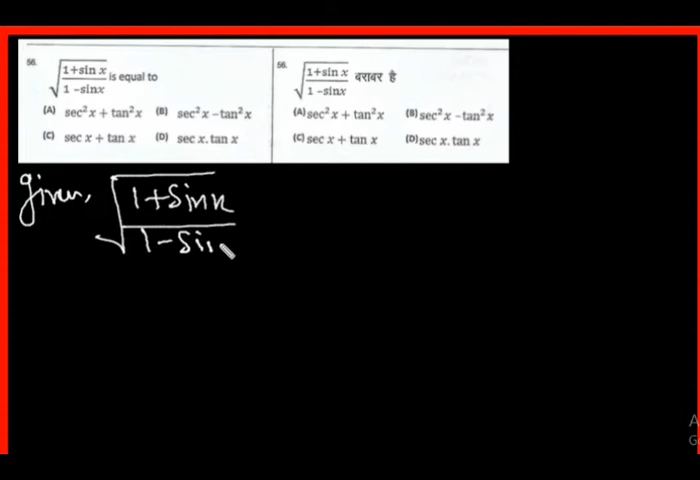 56. √(1+sin x / 1 -sinx) is equal to
(A) sec²x + tan²x (B) sec²x -tan²x
(C) sec x + tan x (D) sec x. tan x
56. √(1+sin x / 1 -sinx) बराबर है
(A) sec²x + tan²x (B) sec²x -tan²x
(C) sec x + tan x (D) sec x. tan x
given, √(1+sinx / 1-sin
A
G